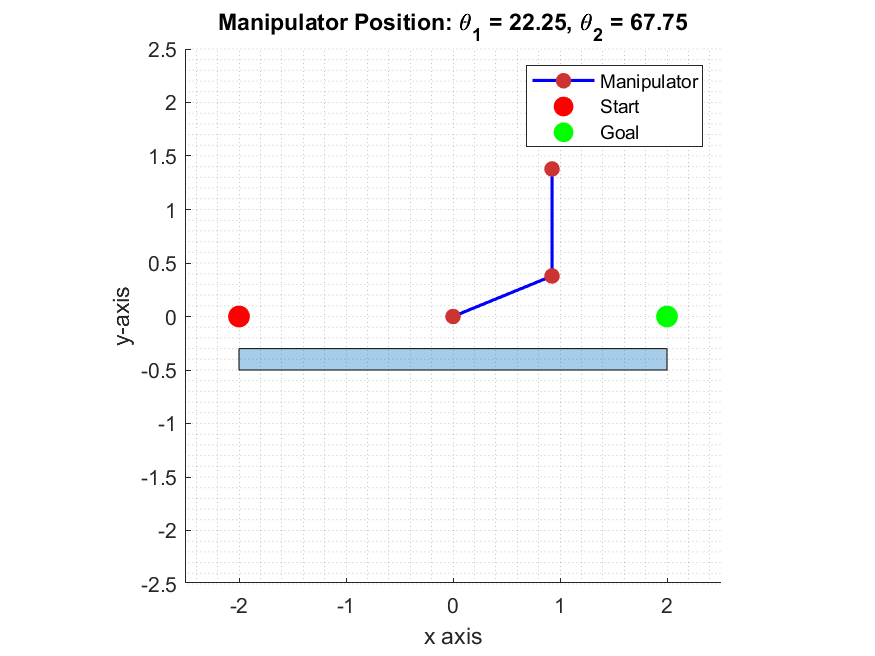 Manipulator Position: θ1 = 22.25, θ2 = 67.75
2.5
2
1.5
1
0.5
0
-0.5
-1
-1.5
-2
-2.5
y-axis
Manipulator
Start
Goal
-2
-1
0
1
2
x axis